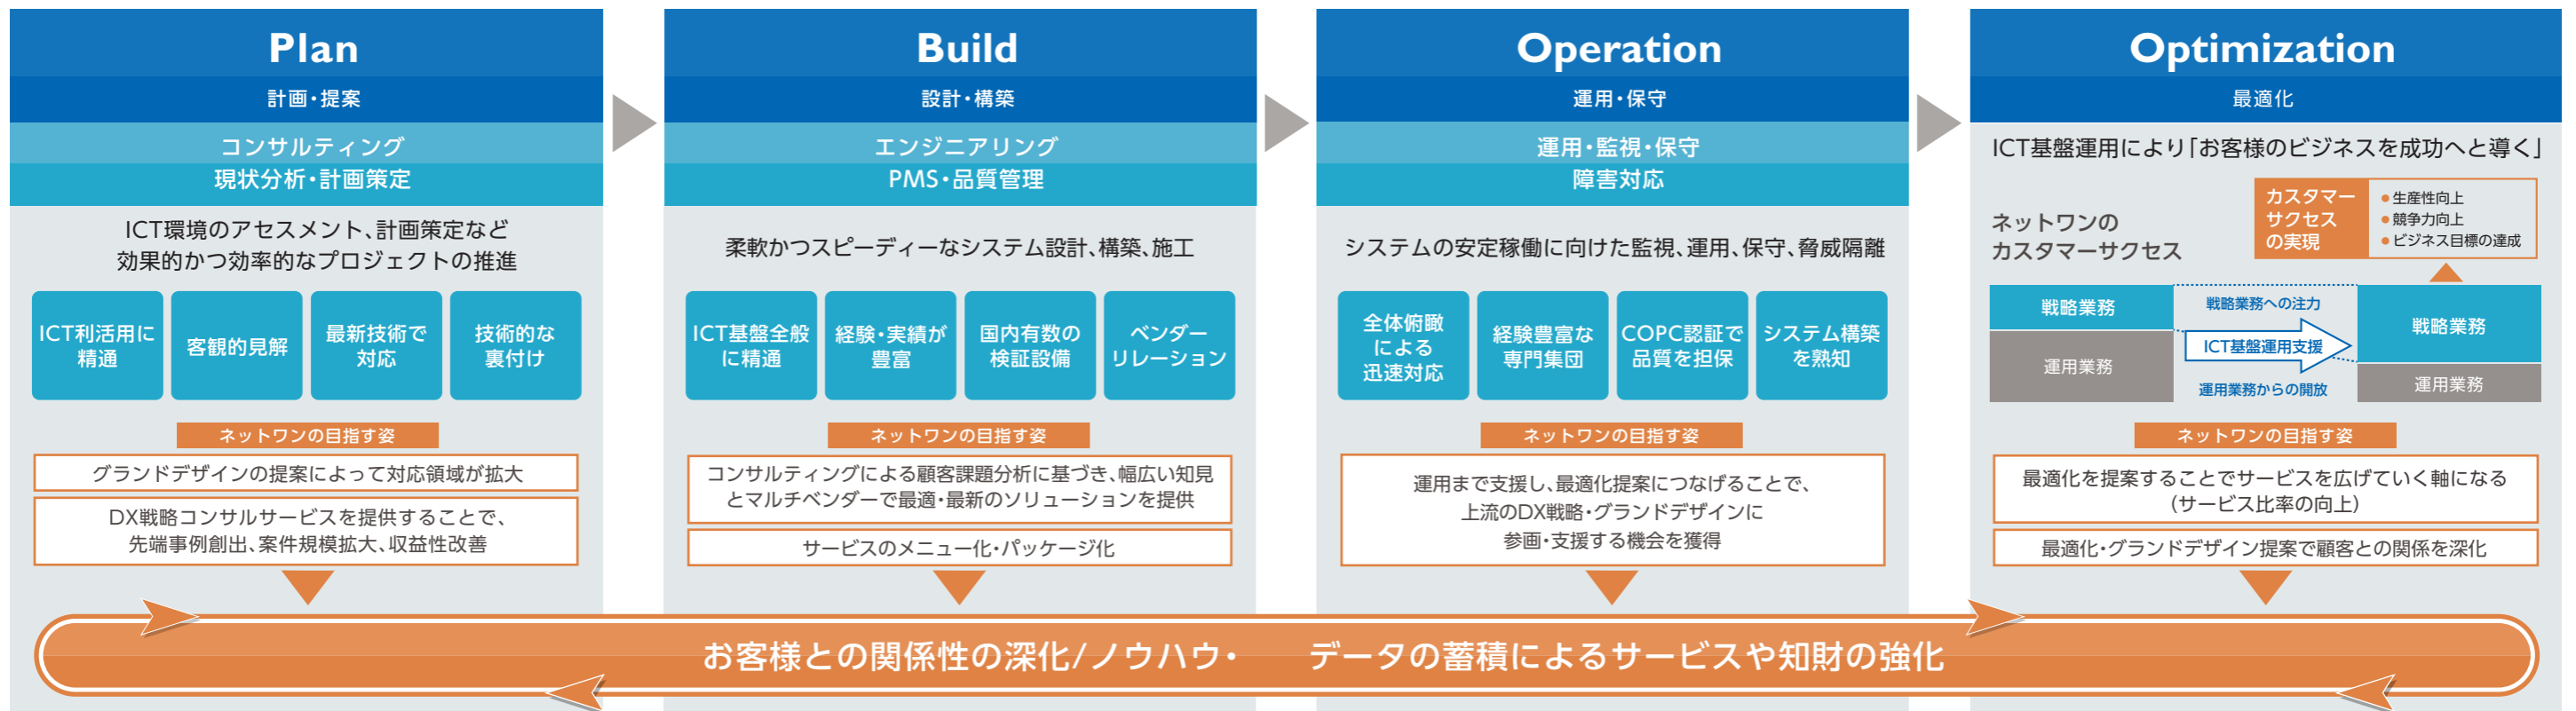 Plan
計画・提案
コンサルティング
現状分析・計画策定
ICT環境のアセスメント、計画策定など
効果的かつ効率的なプロジェクトの推進
ICT利活用に
精通
客観的見解
最新技術で
対応
技術的な
裏付け
ネットワンの目指す姿
グランドデザインの提案によって対応領域が拡大
DX戦略コンサルサービスを提供することで、
先端事例創出、案件規模拡大、収益性改善
Build
設計・構築
エンジニアリング
PMS・品質管理
柔軟かつスピーディーなシステム設計、構築、施工
ICT基盤全般
に精通
経験・実績が
豊富
国内有数の
検証設備
ベンダー
リレーション
ネットワンの目指す姿
コンサルティングによる顧客課題分析に基づき、幅広い知見
とマルチベンダーで最適・最新のソリューションを提供
サービスのメニュー化・パッケージ化
Operation
運用・保守
運用・監視・保守
障害対応
システムの安定稼働に向けた監視、運用、保守、脅威隔離
全体俯瞰
による
迅速対応
経験豊富な
専門集団
COPC認証で
品質を担保
システム構築
を熟知
ネットワンの目指す姿
運用まで支援し、最適化提案につなげることで、
上流のDX戦略・グランドデザインに
参画・支援する機会を獲得
Optimization
最適化
ICT基盤運用により「お客様のビジネスを成功へと導く」
ネットワンの
カスタマーサクセス
カスタマー
サクセス
の実現
●生産性向上
●競争力向上
●ビジネス目標の達成
戦略業務
運用業務
戦略業務への注力
ICT基盤運用支援
運用業務からの開放
戦略業務
運用業務
ネットワンの目指す姿
最適化を提案することでサービスを広げていく軸になる
（サービス比率の向上）
最適化・グランドデザイン提案で顧客との関係を深化
お客様との関係性の深化/ノウハウ・ データの蓄積によるサービスや知財の強化